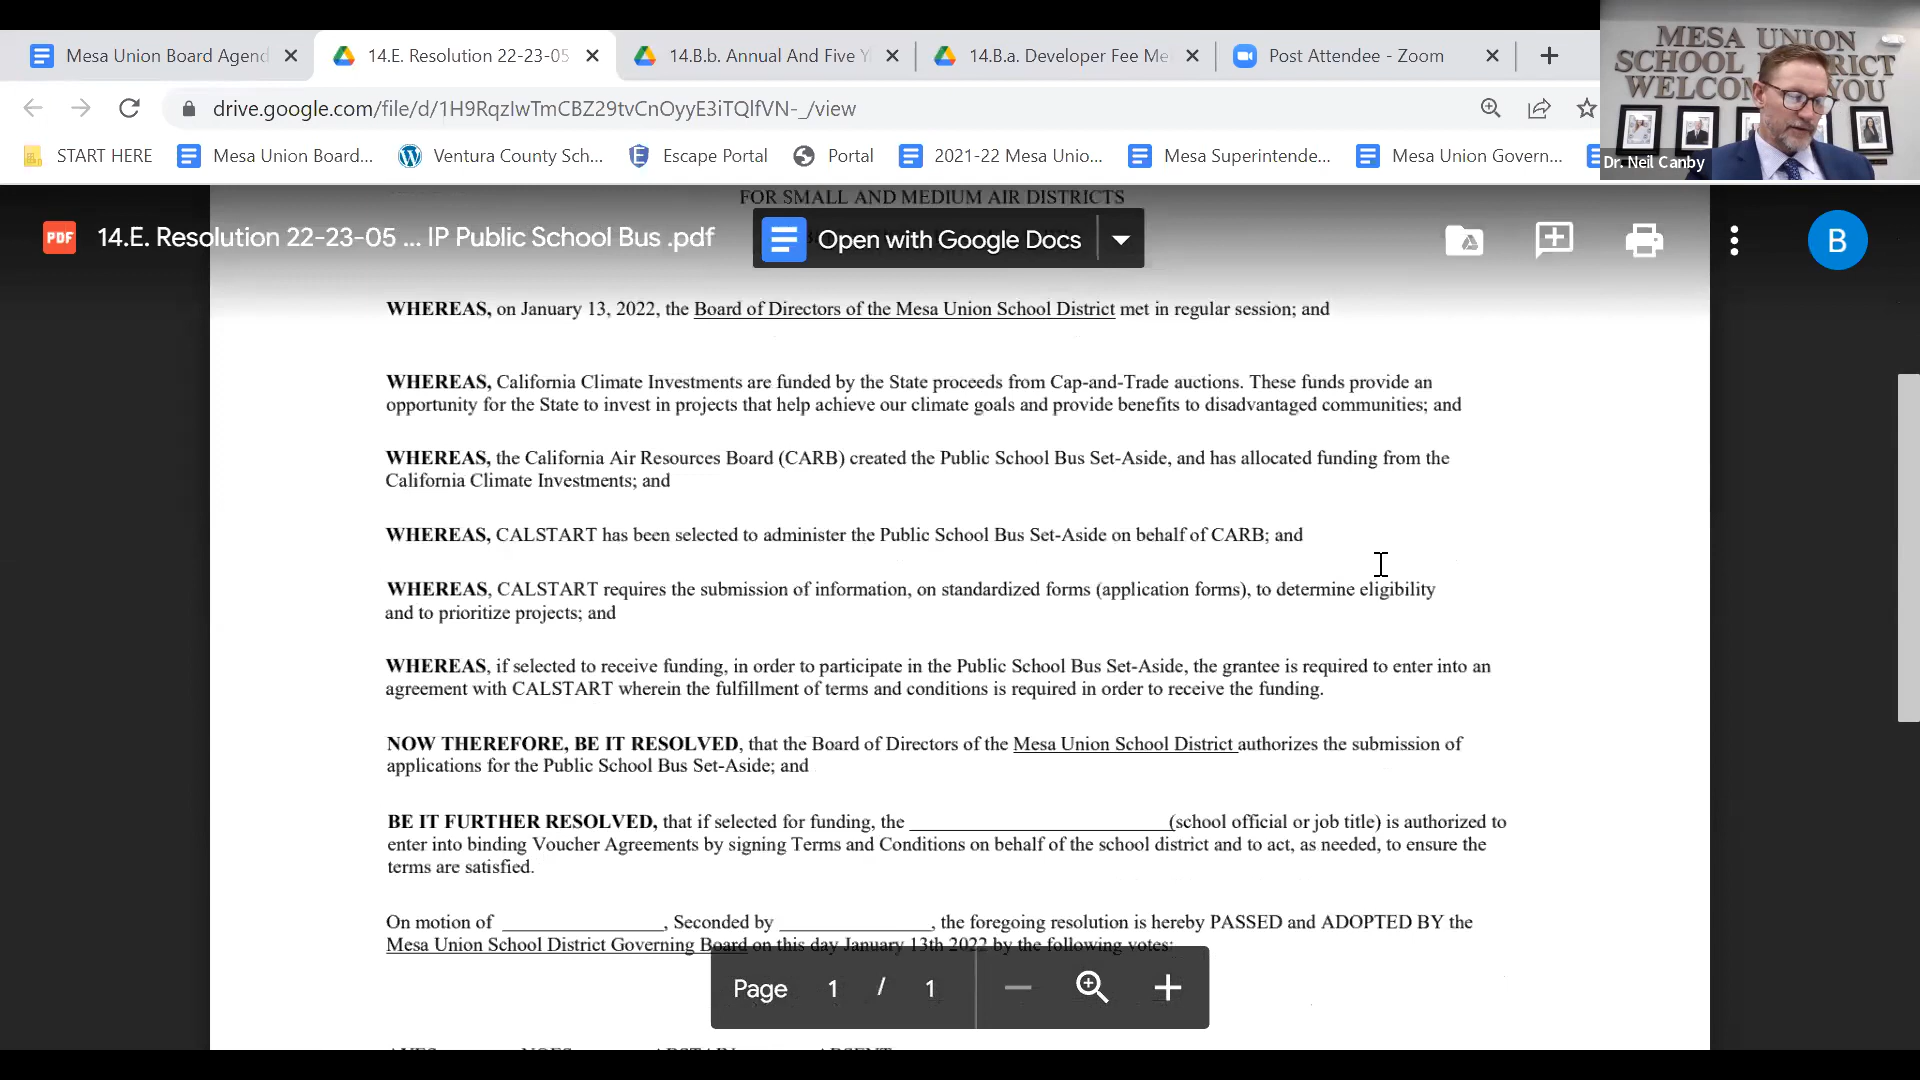 Mesa Union Board Agend
14.E. Resolution 22-23-05
14.B.b. Annual And Five Y
14.B.a. Developer Fee Me
Post Attendee - Zoom
MESA UNION
SCHOOL DISTRICT
WELCOMES YOU
drive.google.com/file/d/1H9RqzIwTmCBZ29tvCnOyyE3iTQlfVN-_/view
START HERE
Mesa Union Board...
Ventura County Sch...
Escape Portal
Portal
2021-22 Mesa Unio...
Mesa Superintende...
Mesa Union Govern...
Dr. Neil Canby
FOR SMALL AND MEDIUM AIR DISTRICTS
PDF
14.E. Resolution 22-23-05 ... IP Public School Bus .pdf
Open with Google Docs
B
WHEREAS, on January 13, 2022, the Board of Directors of the Mesa Union School District met in regular session; and
WHEREAS, California Climate Investments are funded by the State proceeds from Cap-and-Trade auctions. These funds provide an
opportunity for the State to invest in projects that help achieve our climate goals and provide benefits to disadvantaged communities; and
WHEREAS, the California Air Resources Board (CARB) created the Public School Bus Set-Aside, and has allocated funding from the
California Climate Investments; and
WHEREAS, CALSTART has been selected to administer the Public School Bus Set-Aside on behalf of CARB; and
WHEREAS, CALSTART requires the submission of information, on standardized forms (application forms), to determine eligibility
and to prioritize projects; and
WHEREAS, if selected to receive funding, in order to participate in the Public School Bus Set-Aside, the grantee is required to enter into an
agreement with CALSTART wherein the fulfillment of terms and conditions is required in order to receive the funding.
NOW THEREFORE, BE IT RESOLVED, that the Board of Directors of the Mesa Union School District authorizes the submission of
applications for the Public School Bus Set-Aside; and
BE IT FURTHER RESOLVED, that if selected for funding, the __________________________(school official or job title) is authorized to
enter into binding Voucher Agreements by signing Terms and Conditions on behalf of the school district and to act, as needed, to ensure the
terms are satisfied.
On motion of ________________, Seconded by _______________, the foregoing resolution is hereby PASSED and ADOPTED BY the
Mesa Union School District Governing Board on this day January 13th 2022 by the following votes:
Page 1 / 1
AYES NOES ABSTAIN ABSENT